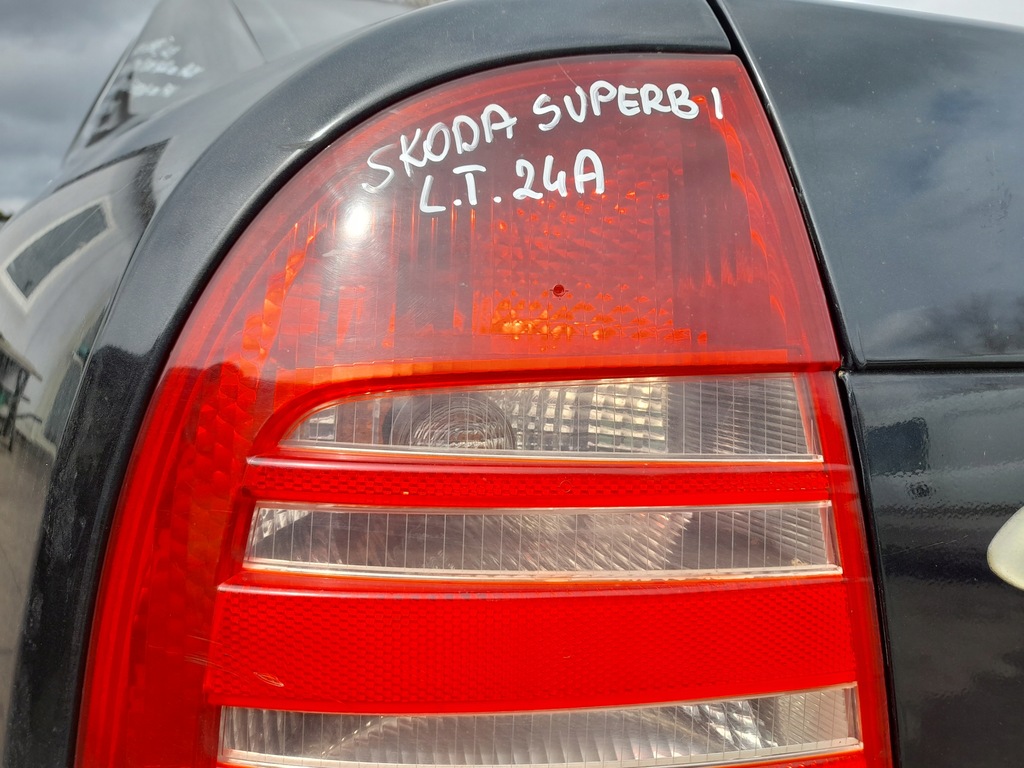 SKODA SUPERB I
L.T. 24A